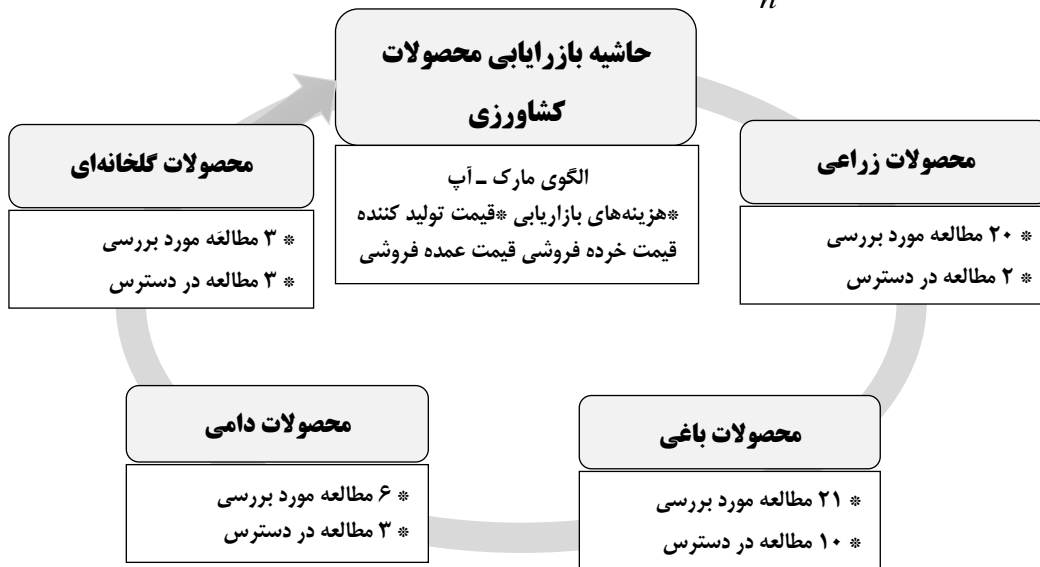 n
حاشیه بازرایابی محصولات
کشاورزی
الگوی مارک ـ آپ
*هزینه‌های بازاریابی *قیمت تولید کننده
قیمت خرده فروشی قیمت عمده فروشی
محصولات زراعی
* ۲۰ مطالعه مورد بررسی
* ۲ مطالعه در دسترس
محصولات باغی
* ۲۱ مطالعه مورد بررسی
* ۱۰ مطالعه در دسترس
محصولات دامی
* ۶ مطالعه مورد بررسی
* ۳ مطالعه در دسترس
محصولات گلخانه‌ای
* ۳ مطالعَه مورد بررسی
* ۳ مطالعه در دسترس